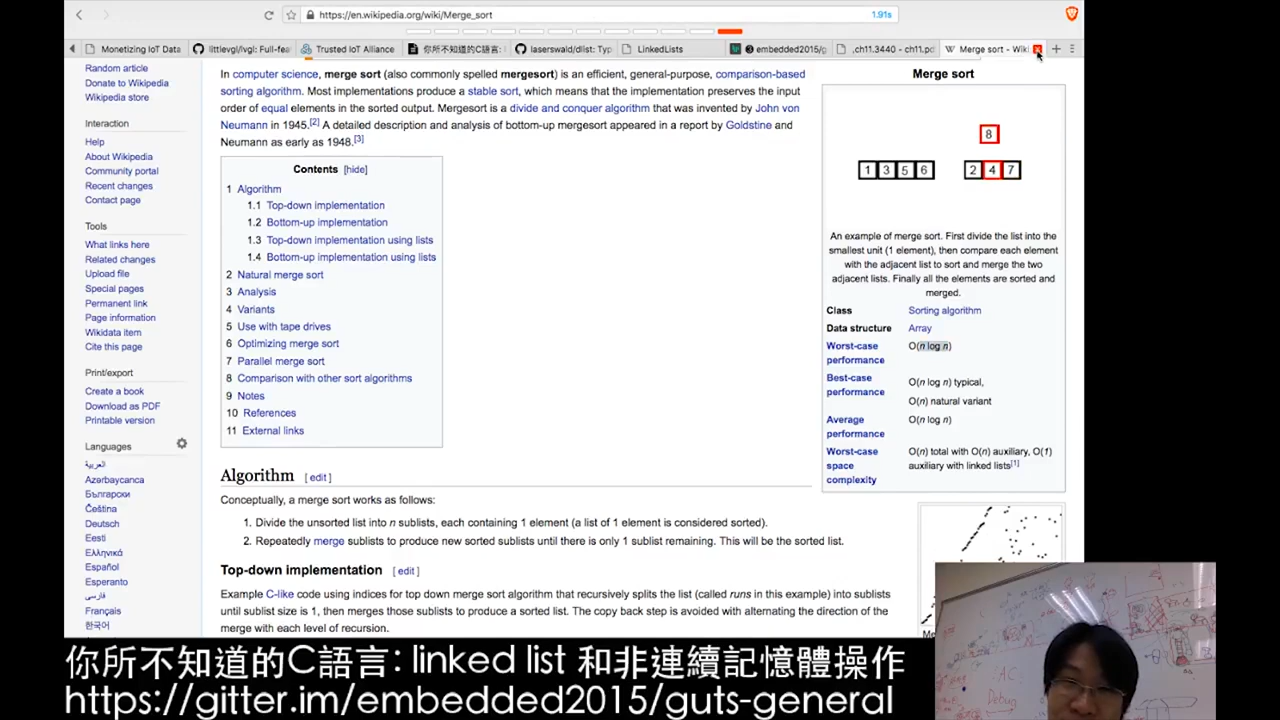 https://en.wikipedia.org/wiki/Merge_sort
1.91s
Monetizing IoT Data
littlevgl/lvgl: Full-fea
Trusted IoT Alliance
你所不知道的C語言:
laserswald/dlist: Typ
LinkedLists
embedded2015/g
.ch11.3440 - ch11.pd
Merge sort - Wiki
Random article
Donate to Wikipedia
Wikipedia store
Interaction
Help
About Wikipedia
Community portal
Recent changes
Contact page
Tools
What links here
Related changes
Upload file
Special pages
Permanent link
Page information
Wikidata item
Cite this page
Print/export
Create a book
Download as PDF
Printable version
Languages
العربية
Azərbaycanca
Български
Čeština
Deutsch
Eesti
Ελληνικά
Español
Esperanto
فارسی
Français
한국어
In computer science, merge sort (also commonly spelled mergesort) is an efficient, general-purpose, comparison-based
sorting algorithm. Most implementations produce a stable sort, which means that the implementation preserves the input
order of equal elements in the sorted output. Mergesort is a divide and conquer algorithm that was invented by John von
Neumann in 1945.[2] A detailed description and analysis of bottom-up mergesort appeared in a report by Goldstine and
Neumann as early as 1948.[3]
Contents [hide]
1 Algorithm
1.1 Top-down implementation
1.2 Bottom-up implementation
1.3 Top-down implementation using lists
1.4 Bottom-up implementation using lists
2 Natural merge sort
3 Analysis
4 Variants
5 Use with tape drives
6 Optimizing merge sort
7 Parallel merge sort
8 Comparison with other sort algorithms
9 Notes
10 References
11 External links
Algorithm [ edit ]
Conceptually, a merge sort works as follows:
1. Divide the unsorted list into n sublists, each containing 1 element (a list of 1 element is considered sorted).
2. Repeatedly merge sublists to produce new sorted sublists until there is only 1 sublist remaining. This will be the sorted list.
Top-down implementation [ edit ]
Example C-like code using indices for top down merge sort algorithm that recursively splits the list (called runs in this example) into sublists
until sublist size is 1, then merges those sublists to produce a sorted list. The copy back step is avoided with alternating the direction of the
merge with each level of recursion.
Merge sort
8
1 3 5 6 2 4 7
An example of merge sort. First divide the list into the
smallest unit (1 element), then compare each element
with the adjacent list to sort and merge the two
adjacent lists. Finally all the elements are sorted and
merged.
Class Sorting algorithm
Data structure Array
Worst-case performance O(n log n)
Best-case performance O(n log n) typical,
O(n) natural variant
Average performance O(n log n)
Worst-case space complexity O(n) total with O(n) auxiliary, O(1)
auxiliary with linked lists[1]
AC
Debug
你所不知道的C語言: linked list 和非連續記憶體操作
https://gitter.im/embedded2015/guts-general